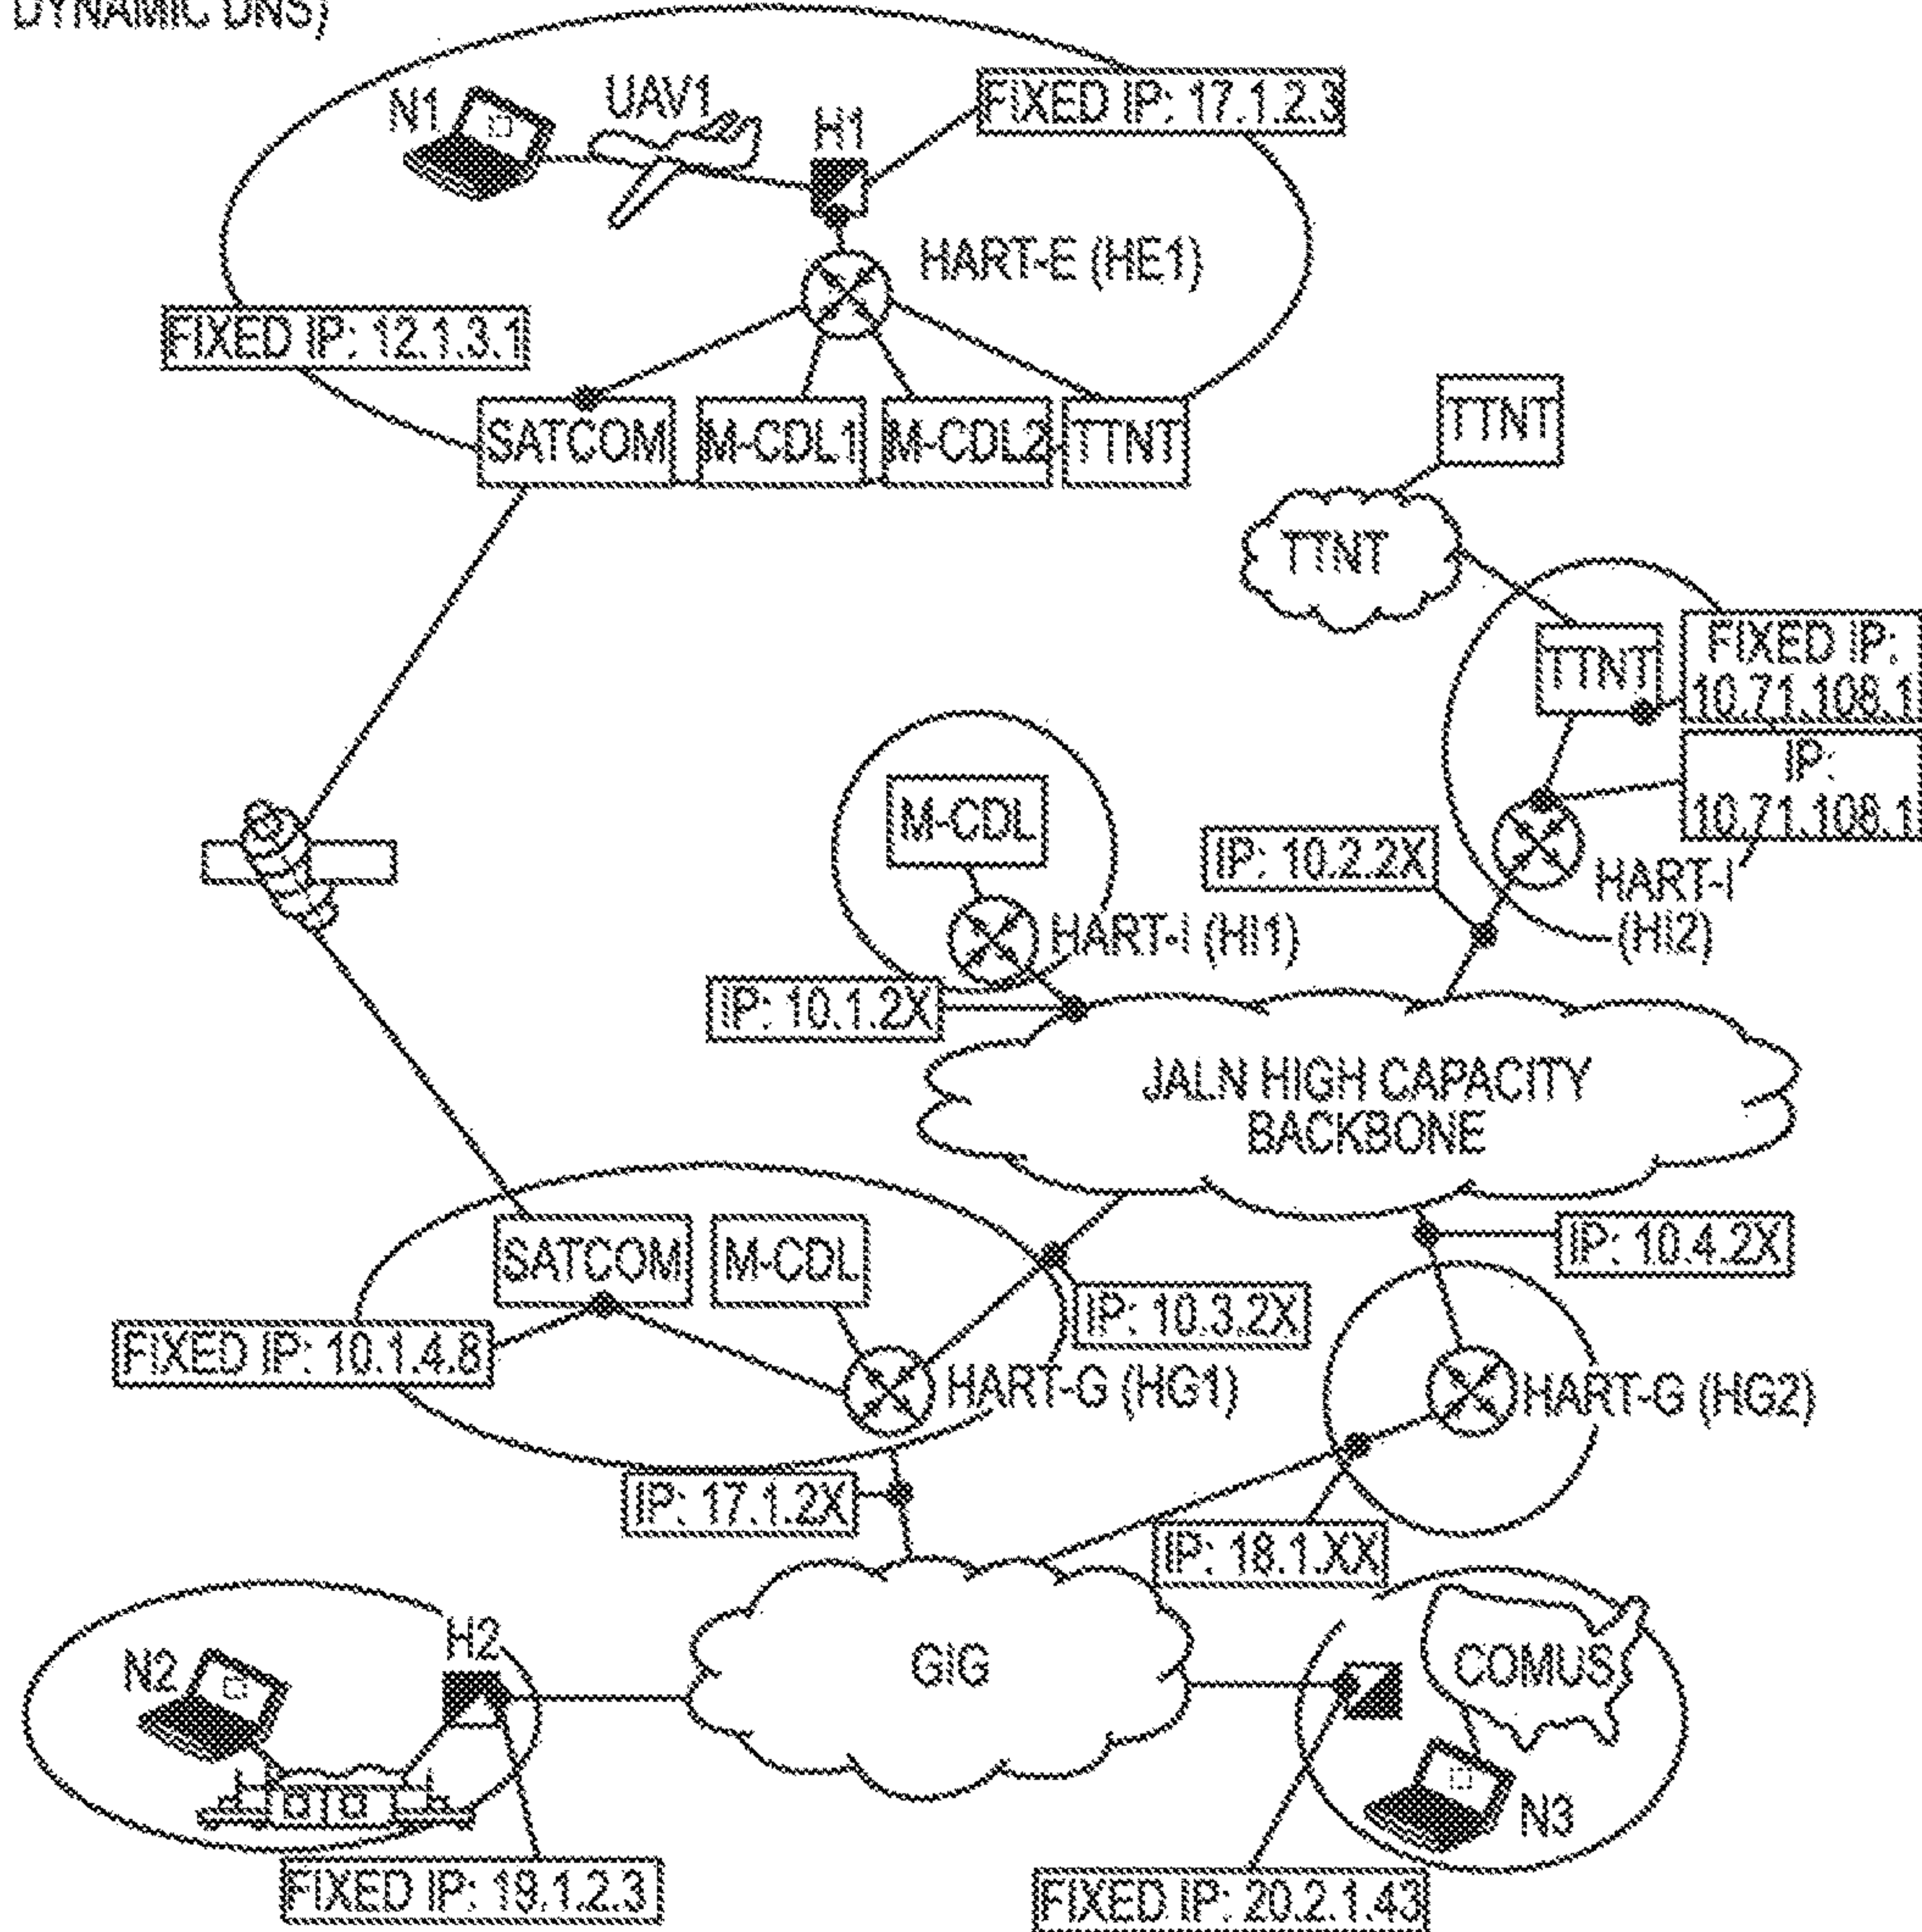 DYNAMIC DNS)
FIXED IP: 17.1.2.3
N1
UAV1
H1
HART-E (HE1)
FIXED IP: 12.1.3.1
SATCOM
M-CDL1
M-CDL2
TTNT
TTNT
TTNT
TTNT
FIXED IP:
10.71.108.1
IP:
10.71.108.1
M-CDL
IP: 10.2.2X
HART-I
(HI2)
HART-I (HI1)
IP: 10.1.2X
JALN HIGH CAPACITY
BACKBONE
SATCOM
M-CDL
IP: 10.4.2X
IP: 10.3.2X
FIXED IP: 10.1.4.8
HART-G (HG1)
HART-G (HG2)
IP: 17.1.2X
IP: 18.1.XX
N2
H2
GIG
COMUS
N3
FIXED IP: 19.1.2.3
FIXED IP: 20.2.1.43